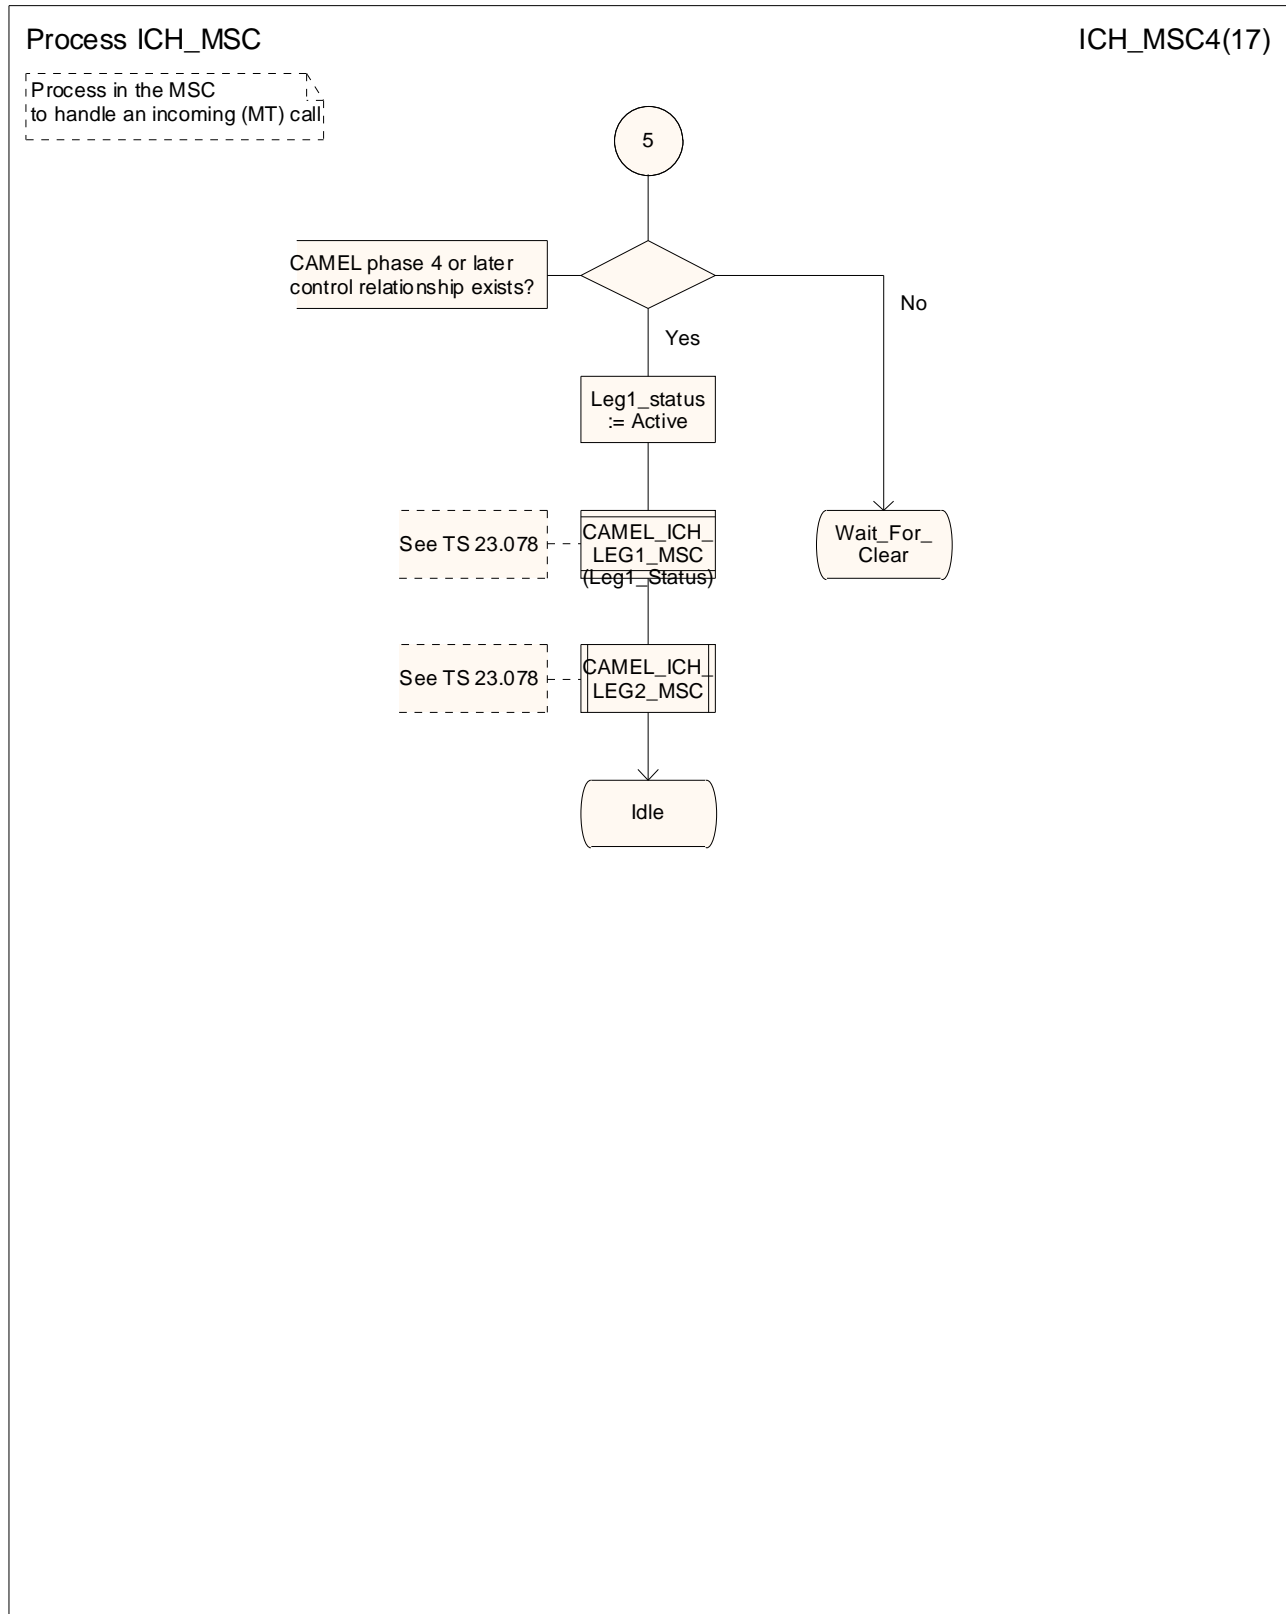 Process ICH_MSC
ICH_MSC4(17)
Process in the MSC
to handle an incoming (MT) call
5
CAMEL phase 4 or later
control relationship exists?
No
Yes
Leg1_status
:= Active
See TS 23.078
CAMEL_ICH_
LEG1_MSC
(Leg1_Status)
Wait_For_
Clear
See TS 23.078
CAMEL_ICH_
LEG2_MSC
Idle